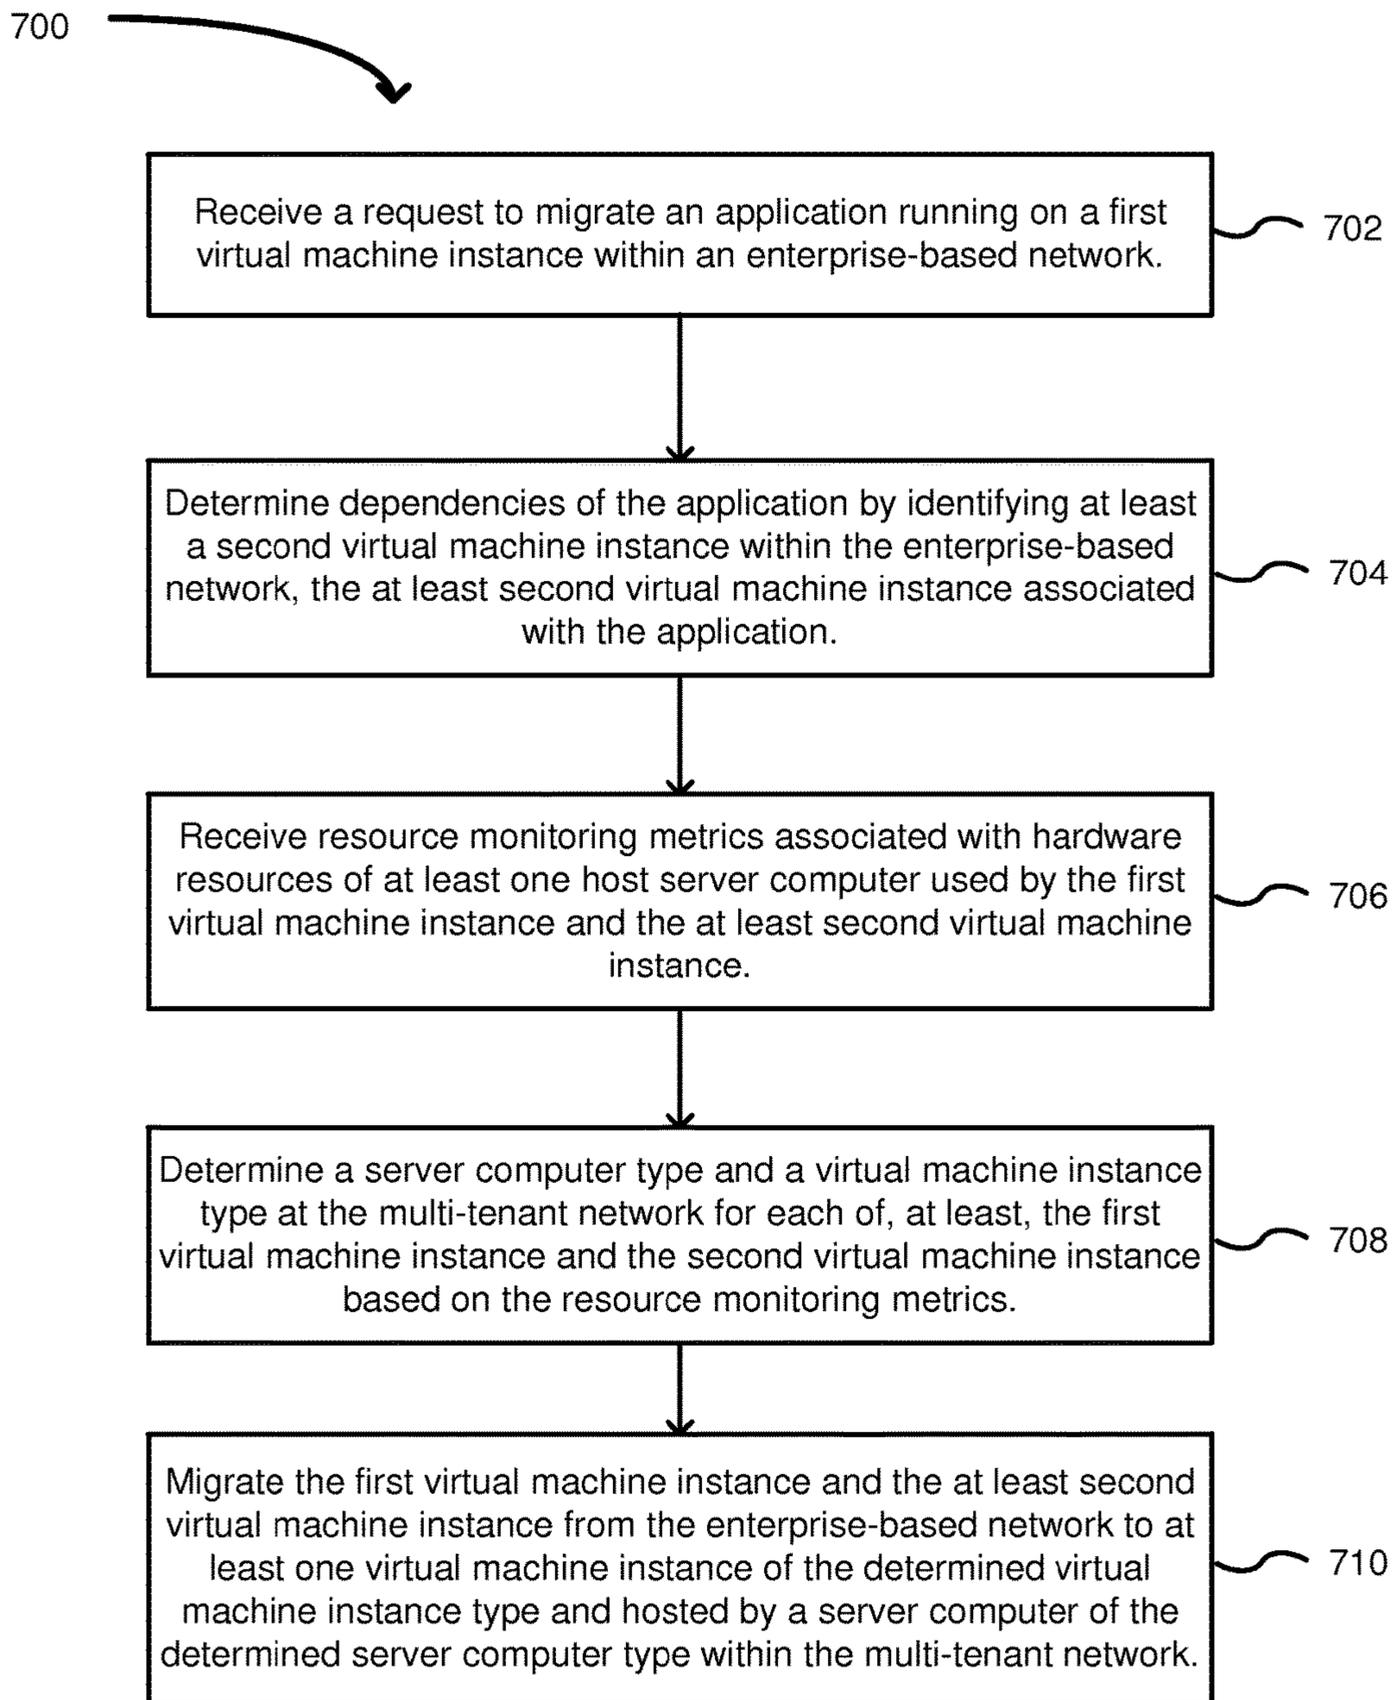 700
Receive a request to migrate an application running on a first
virtual machine instance within an enterprise-based network.
702
Determine dependencies of the application by identifying at least
a second virtual machine instance within the enterprise-based
network, the at least second virtual machine instance associated
with the application.
704
Receive resource monitoring metrics associated with hardware
resources of at least one host server computer used by the first
virtual machine instance and the at least second virtual machine
instance.
706
Determine a server computer type and a virtual machine instance
type at the multi-tenant network for each of, at least, the first
virtual machine instance and the second virtual machine instance
based on the resource monitoring metrics.
708
Migrate the first virtual machine instance and the at least second
virtual machine instance from the enterprise-based network to at
least one virtual machine instance of the determined virtual
machine instance type and hosted by a server computer of the
determined server computer type within the multi-tenant network.
710